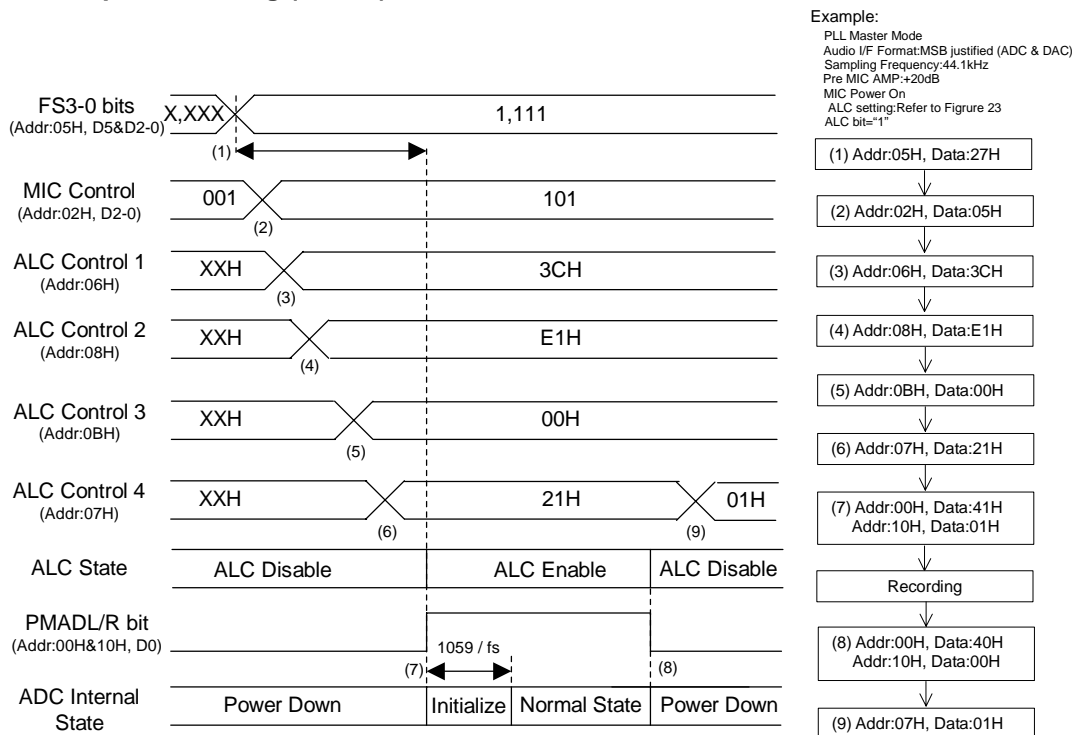 Example:
PLL Master Mode
Audio I/F Format:MSB justified (ADC & DAC)
Sampling Frequency:44.1kHz
Pre MIC AMP:+20dB
MIC Power On
ALC setting:Refer to Figrure 23
ALC bit=“1”
FS3-0 bits
(Addr:05H, D5&D2-0)
X,XXX
1,111
(1)
MIC Control
(Addr:02H, D2-0)
001
101
(2)
ALC Control 1
(Addr:06H)
XXH
3CH
(3)
ALC Control 2
(Addr:08H)
XXH
E1H
(4)
ALC Control 3
(Addr:0BH)
XXH
00H
(5)
ALC Control 4
(Addr:07H)
XXH
21H
01H
(6)
(9)
ALC State
ALC Disable
ALC Enable
ALC Disable
PMADL/R bit
(Addr:00H&10H, D0)
1059 / fs
(7)
(8)
ADC Internal
State
Power Down
Initialize
Normal State
Power Down
(1) Addr:05H, Data:27H
(2) Addr:02H, Data:05H
(3) Addr:06H, Data:3CH
(4) Addr:08H, Data:E1H
(5) Addr:0BH, Data:00H
(6) Addr:07H, Data:21H
(7) Addr:00H, Data:41H
Addr:10H, Data:01H
Recording
(8) Addr:00H, Data:40H
Addr:10H, Data:00H
(9) Addr:07H, Data:01H